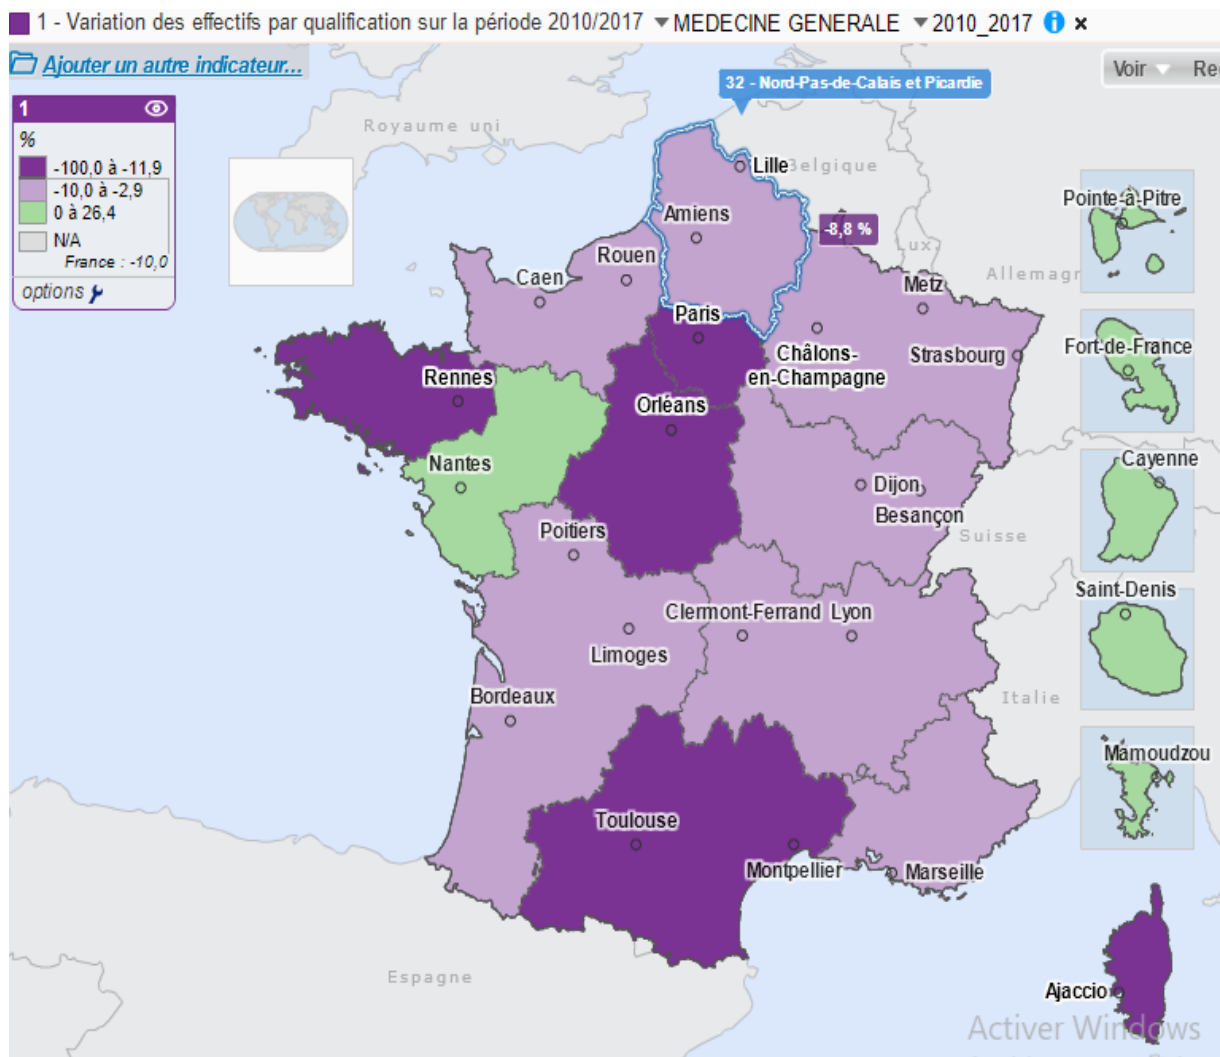 1 - Variation des effectifs par qualification sur la période 2010/2017 MEDECINE GENERALE 2010_2017
Ajouter un autre indicateur...
Voir
32 - Nord-Pas-de-Calais et Picardie
1
%
-100,0 à -11,9
-10,0 à -2,9
0 à 26,4
N/A
France : -10,0
options
Royaume uni
Lille
Belgique
Amiens
-8,8 %
Lux
Rouen
Caen
Metz
Allemagn
Pointe-à-Pitre
Paris
Châlons-
en-Champagne
Strasbourg
Fort-de-France
Rennes
Orléans
Nantes
Dijon
Besançon
Cayenne
Poitiers
Suisse
Clermont-Ferrand
Lyon
Saint-Denis
Limoges
Bordeaux
Italie
Mamoudzou
Toulouse
Montpellier
Marseille
Espagne
Ajaccio
Activer Windows